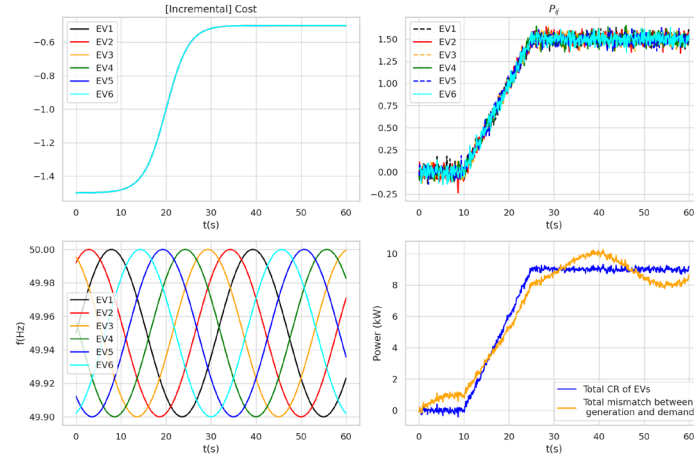 [Incremental] Cost
−0.6
−0.8
−1.0
−1.2
−1.4
EV1
EV2
EV3
EV4
EV5
EV6
0
10
20
30
40
50
60
t(s)
P_ij
1.50
1.25
1.00
0.75
0.50
0.25
0.00
−0.25
EV1
EV2
EV3
EV4
EV5
EV6
0
10
20
30
40
50
60
t(s)
f(Hz)
50.00
49.98
49.96
49.94
49.92
49.90
EV1
EV2
EV3
EV4
EV5
EV6
0
10
20
30
40
50
60
t(s)
Power (kW)
10
8
6
4
2
0
Total CR of EVs
Total mismatch between
generation and demand
0
10
20
30
40
50
60
t(s)